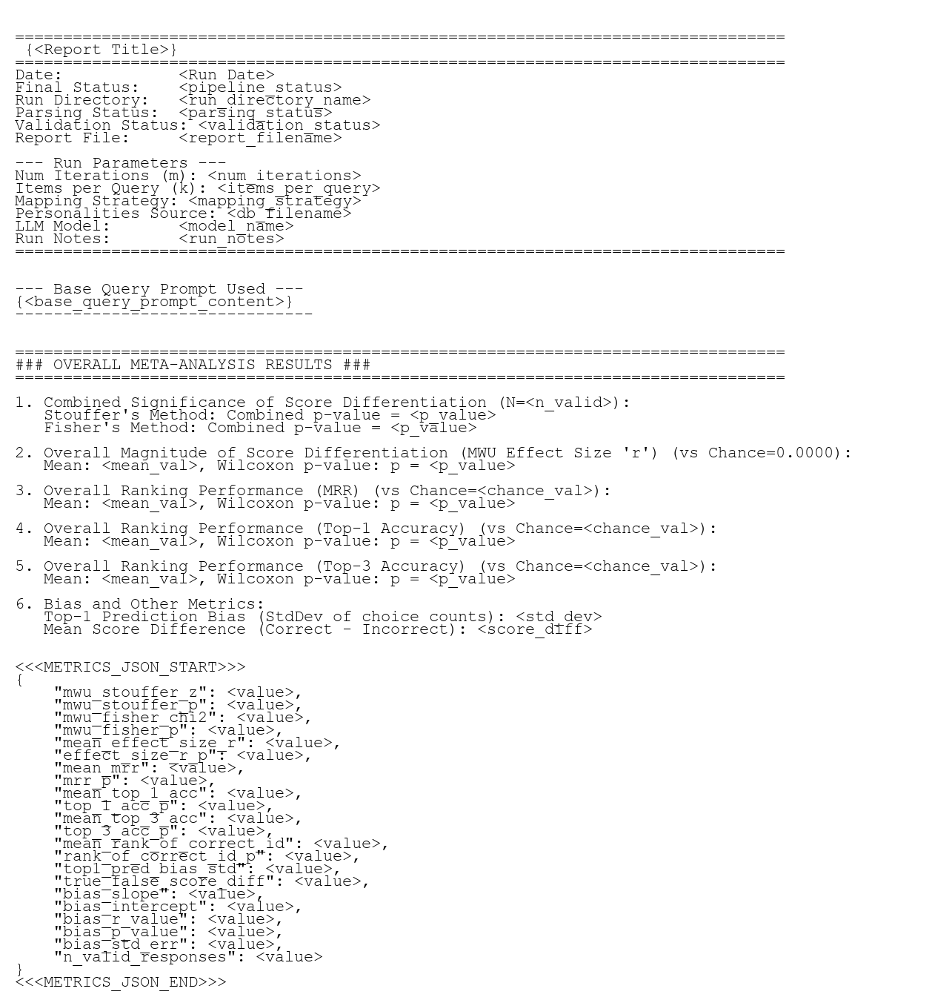 ================================================================================
 {<Report Title>}
================================================================================
Date:            <Run Date>
Final Status:    <pipeline_status>
Run Directory:   <run_directory_name>
Parsing Status:  <parsing_status>
Validation Status: <validation_status>
Report File:     <report_filename>

--- Run Parameters ---
Num Iterations (m): <num_iterations>
Items per Query (k): <items_per_query>
Mapping Strategy: <mapping_strategy>
Personalities Source: <db_filename>
LLM Model:       <model_name>
Run Notes:       <run_notes>
================================================================================

--- Base Query Prompt Used ---
{<base_query_prompt_content>}
-------------------------------

================================================================================
### OVERALL META-ANALYSIS RESULTS ###
================================================================================

1. Combined Significance of Score Differentiation (N=<n_valid>):
   Stouffer's Method: Combined p-value = <p_value>
   Fisher's Method: Combined p-value = <p_value>

2. Overall Magnitude of Score Differentiation (MWU Effect Size 'r') (vs Chance=0.0000):
   Mean: <mean_val>, Wilcoxon p-value: p = <p_value>

3. Overall Ranking Performance (MRR) (vs Chance=<chance_val>):
   Mean: <mean_val>, Wilcoxon p-value: p = <p_value>

4. Overall Ranking Performance (Top-1 Accuracy) (vs Chance=<chance_val>):
   Mean: <mean_val>, Wilcoxon p-value: p = <p_value>

5. Overall Ranking Performance (Top-3 Accuracy) (vs Chance=<chance_val>):
   Mean: <mean_val>, Wilcoxon p-value: p = <p_value>

6. Bias and Other Metrics:
   Top-1 Prediction Bias (StdDev of choice counts): <std_dev>
   Mean Score Difference (Correct - Incorrect): <score_diff>

<<<METRICS_JSON_START>>>
{
    "mwu_stouffer_z": <value>,
    "mwu_stouffer_p": <value>,
    "mwu_fisher_chi2": <value>,
    "mwu_fisher_p": <value>,
    "mean_effect_size_r": <value>,
    "effect_size_r_p": <value>,
    "mean_mrr": <value>,
    "mrr_p": <value>,
    "mean_top_1_acc": <value>,
    "top_1_acc_p": <value>,
    "mean_top_3_acc": <value>,
    "top_3_acc_p": <value>,
    "mean_rank_of_correct_id": <value>,
    "rank_of_correct_id_p": <value>,
    "top1_pred_bias_std": <value>,
    "true_false_score_diff": <value>,
    "bias_slope": <value>,
    "bias_intercept": <value>,
    "bias_r_value": <value>,
    "bias_p_value": <value>,
    "bias_std_err": <value>,
    "n_valid_responses": <value>
}
<<<METRICS_JSON_END>>>